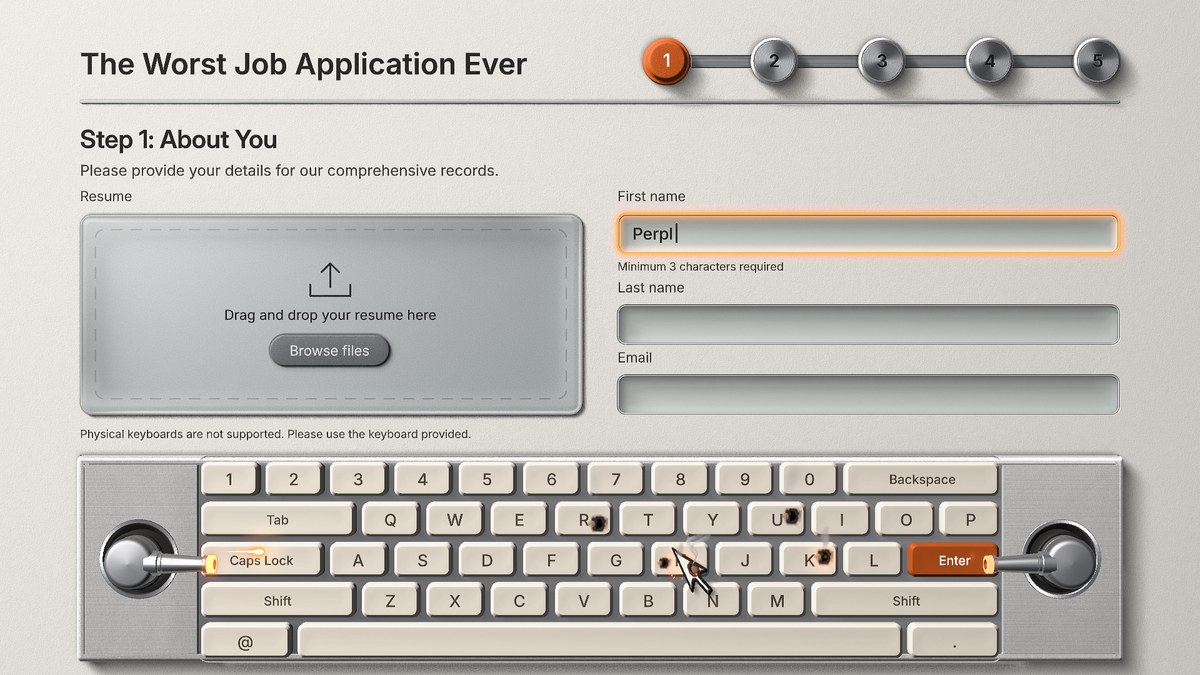 The Worst Job Application Ever
1 2 3 4 5
Step 1: About You
Please provide your details for our comprehensive records.
Resume
Drag and drop your resume here
Browse files
First name
Perpl
Minimum 3 characters required
Last name
Email
Physical keyboards are not supported. Please use the keyboard provided.
1 2 3 4 5 6 7 8 9 0 Backspace
Tab Q W E R T Y U I O P
Caps Lock A S D F G J K L Enter
Shift Z X C V B N M Shift
@ .